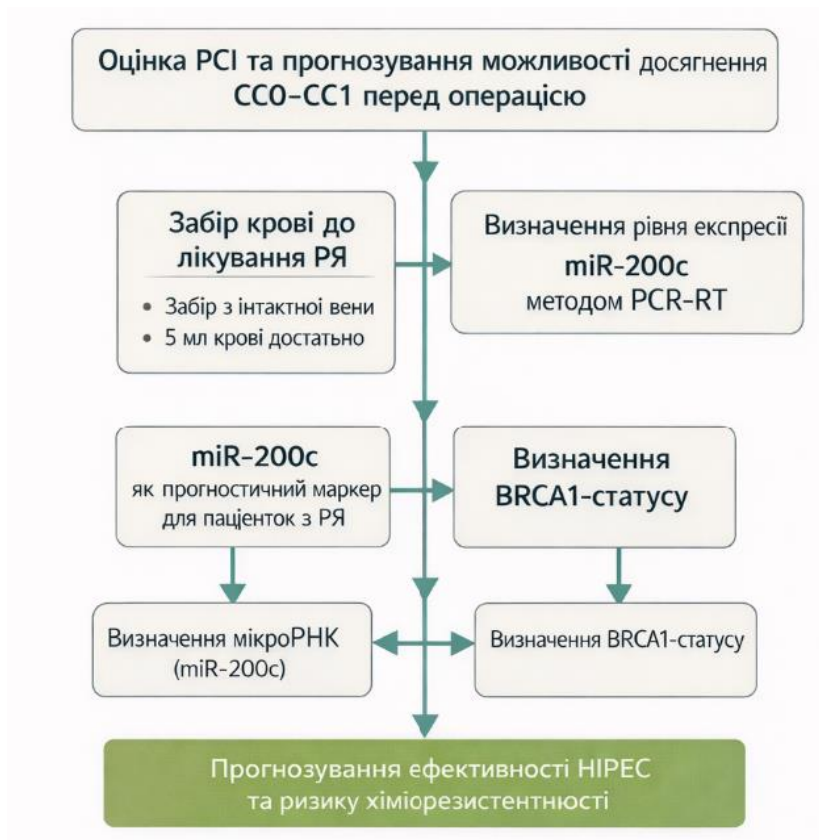 Оцінка PCI та прогнозування можливості досягнення
CC0–CC1 перед операцією
Забір крові до
лікування РЯ
• Забір з інтактної вени
• 5 мл крові достатньо
Визначення рівня експресії
miR-200c
методом PCR-RT
miR-200c
як прогностичний маркер
для пацієнток з РЯ
Визначення
BRCA1-статусу
Визначення мікроРНК
(miR-200c)
Визначення BRCA1-статусу
Прогнозування ефективності HIPEC
та ризику хіміорезистентності